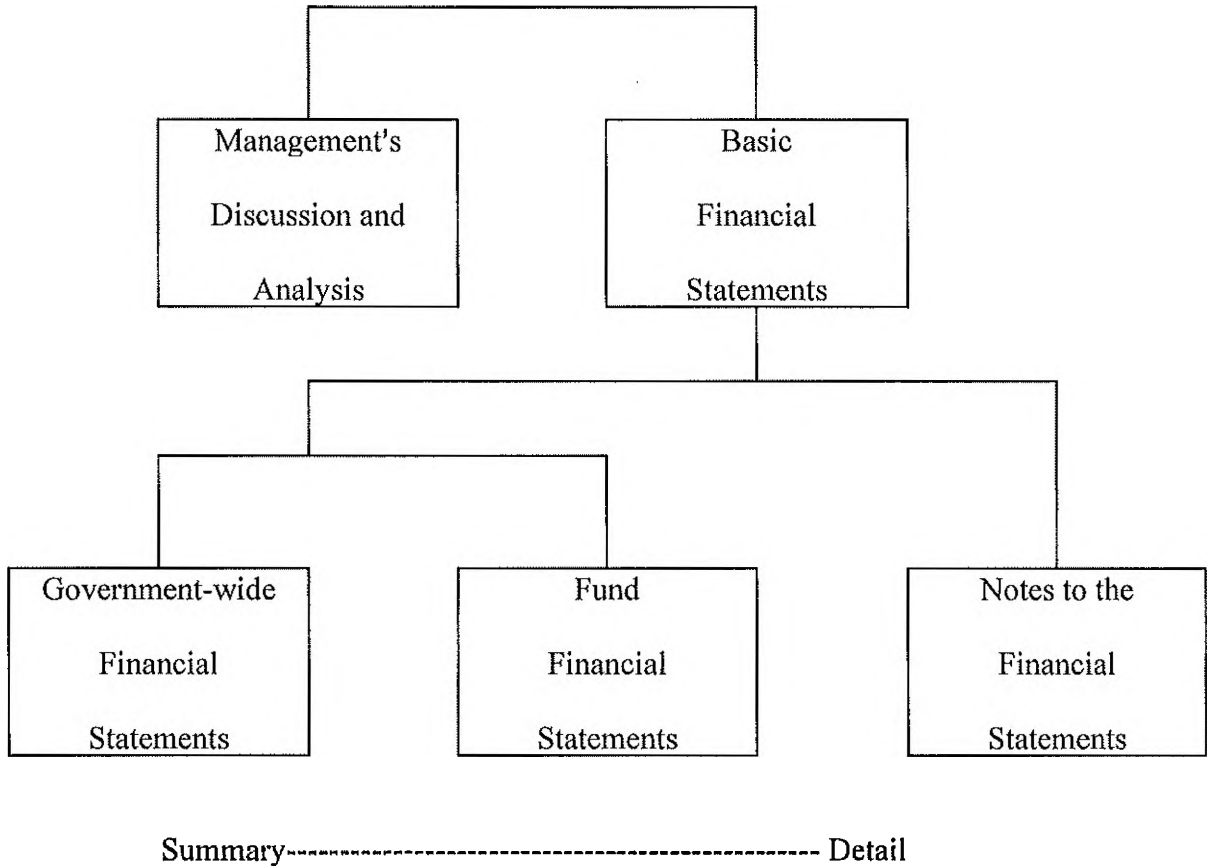 Management's
Discussion and
Analysis
Basic
Financial
Statements
Government-wide
Financial
Statements
Fund
Financial
Statements
Notes to the
Financial
Statements
Summary------------------------------------------------------- Detail